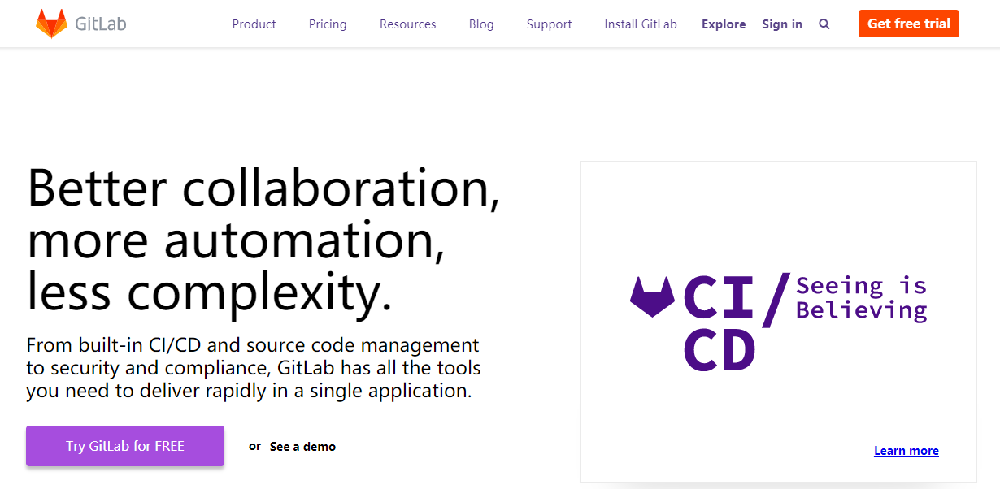 GitLab
Product
Pricing
Resources
Blog
Support
Install GitLab
Explore
Sign in
Get free trial
Better collaboration,
more automation,
less complexity.
From built-in CI/CD and source code management
to security and compliance, GitLab has all the tools
you need to deliver rapidly in a single application.
Try GitLab for FREE
or See a demo
CI/
CD
Seeing is
Believing
Learn more